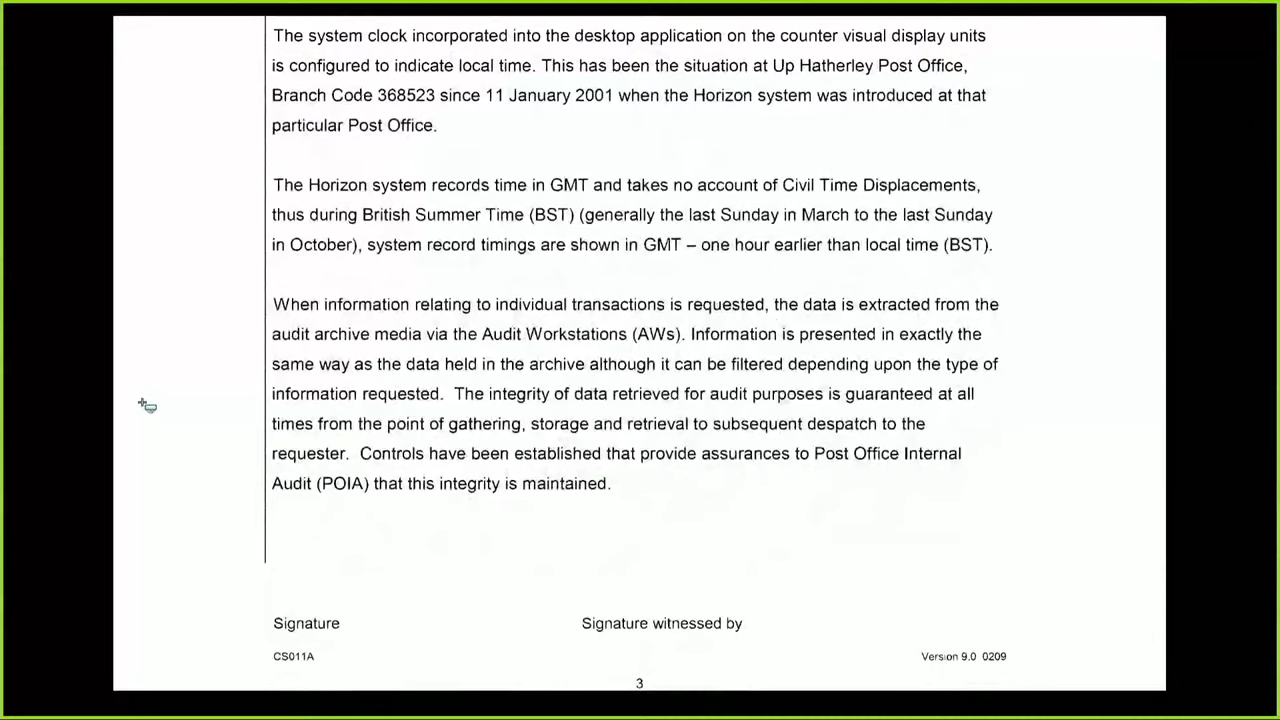 The system clock incorporated into the desktop application on the counter visual display units
is configured to indicate local time. This has been the situation at Up Hatherley Post Office,
Branch Code 368523 since 11 January 2001 when the Horizon system was introduced at that
particular Post Office.
The Horizon system records time in GMT and takes no account of Civil Time Displacements,
thus during British Summer Time (BST) (generally the last Sunday in March to the last Sunday
in October), system record timings are shown in GMT – one hour earlier than local time (BST).
When information relating to individual transactions is requested, the data is extracted from the
audit archive media via the Audit Workstations (AWs). Information is presented in exactly the
same way as the data held in the archive although it can be filtered depending upon the type of
information requested.  The integrity of data retrieved for audit purposes is guaranteed at all
times from the point of gathering, storage and retrieval to subsequent despatch to the
requester.  Controls have been established that provide assurances to Post Office Internal
Audit (POIA) that this integrity is maintained.
Signature Signature witnessed by
CS011A Version 9.0 0209
3